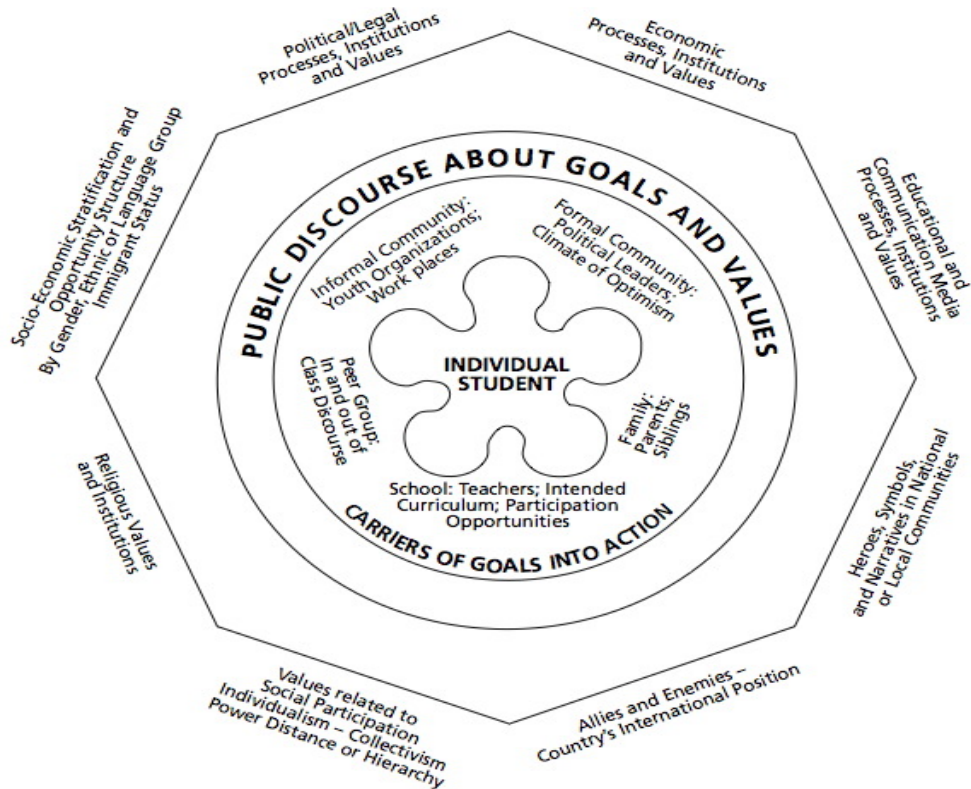 Political/Legal
Processes, Institutions
and Values
Economic
Processes, Institutions
and Values
Socio-Economic Stratification and
Opportunity Structure
By Gender, Ethnic or Language Group
Immigrant Status
Educational and
Communication Media
Processes, Institutions
and Values
PUBLIC DISCOURSE ABOUT GOALS AND VALUES
Informal Community:
Youth Organizations;
Work places
Formal Community:
Political Leaders;
Climate of Optimism
INDIVIDUAL
STUDENT
Peer Group:
In and out of
Class Discourse
Family:
Parents;
Siblings
School: Teachers; Intended
Curriculum; Participation
Opportunities
CARRIERS OF GOALS INTO ACTION
Religious Values
and Institutions
Heroes, Symbols,
and Narratives in National
or Local Communities
Values related to
Social Participation
Individualism – Collectivism
Power Distance or Hierarchy
Allies and Enemies –
Country's International Position